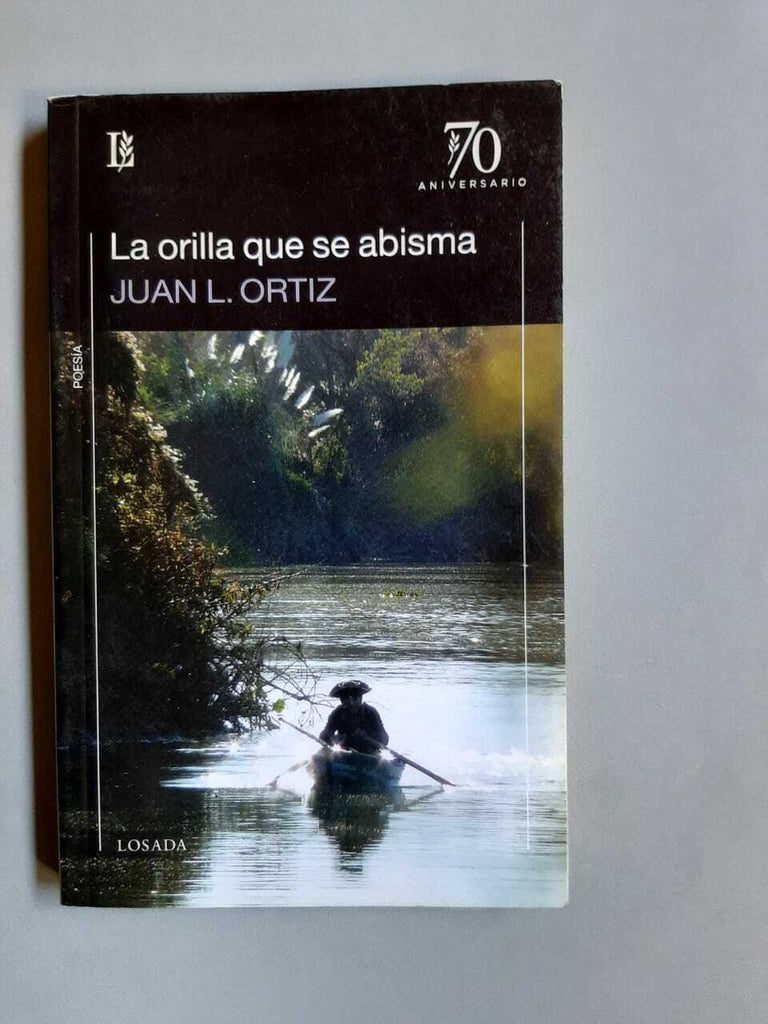 L
70
ANIVERSARIO
La orilla que se abisma
JUAN L. ORTIZ
POESÍA
LOSADA